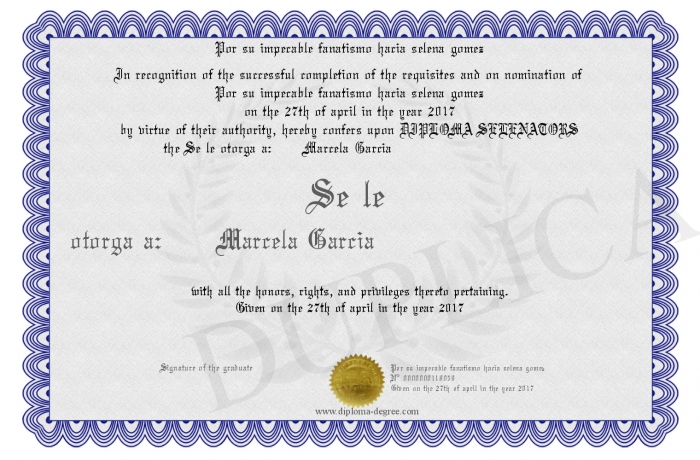 Por su impecable fanatismo hacia selena gomez
In recognition of the successful completion of the requisites and on nomination of
Por su impecable fanatismo hacia selena gomez
on the 27th of april in the year 2017
by virtue of their authority, hereby confers upon DIPLOMA SELENATORS
the Se le otorga a: Marcela Garcia
Se le
otorga a: Marcela Garcia
with all the honors, rights, and privileges thereto pertaining.
Given on the 27th of april in the year 2017
DUPLICA
Signature of the graduate
Por su impecable fanatismo hacia selena gomez
Given on the 27th of april in the year 2017
www.diploma-degree.com